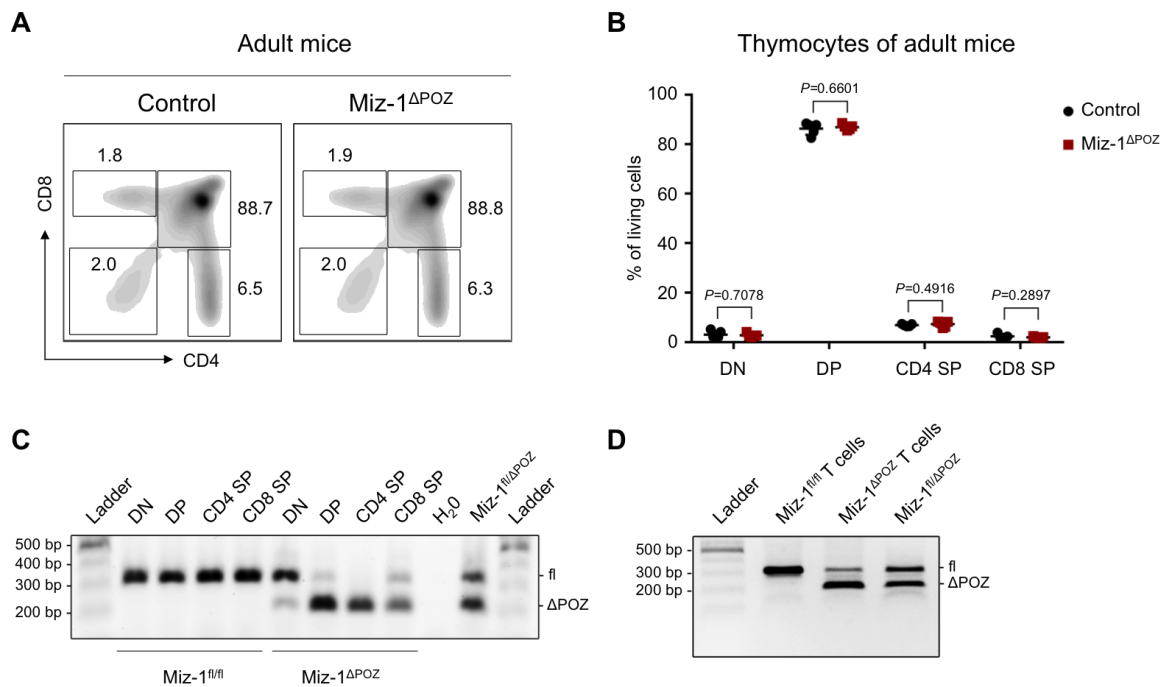 A
Adult mice
Control
Miz-1ΔPOZ
CD8
1.8
88.7
2.0
6.5
1.9
88.8
2.0
6.3
CD4
B
Thymocytes of adult mice
% of living cells
100
80
60
40
20
0
P=0.7078
P=0.6601
P=0.4916
P=0.2897
DN
DP
CD4 SP
CD8 SP
Control
Miz-1ΔPOZ
C
Ladder
DN
DP
CD4 SP
CD8 SP
DN
DP
CD4 SP
CD8 SP
H20
Miz-1fl/ΔPOZ
Ladder
500 bp
400 bp
300 bp
200 bp
fl
ΔPOZ
Miz-1fl/fl
Miz-1ΔPOZ
D
Ladder
Miz-1fl/fl T cells
Miz-1ΔPOZ T cells
Miz-1fl/ΔPOZ
500 bp
300 bp
200 bp
fl
ΔPOZ